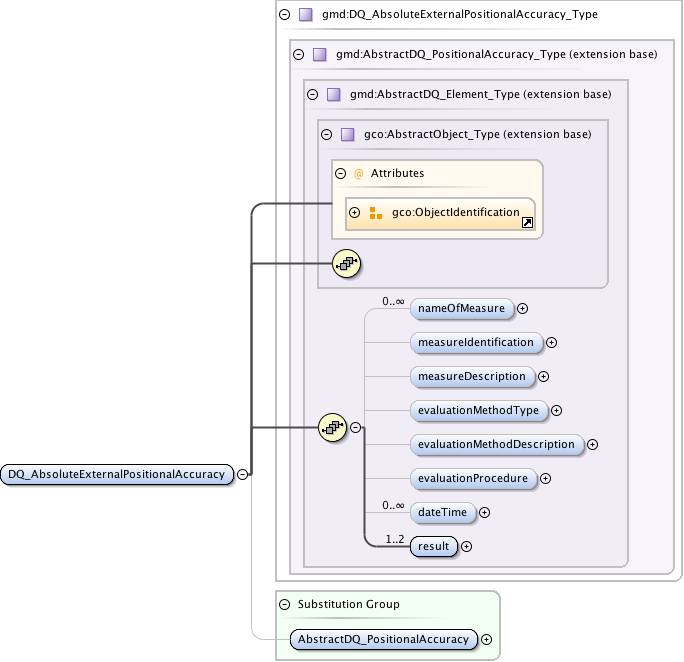 gmd:DQ_AbsoluteExternalPositionalAccuracy_Type
gmd:AbstractDQ_PositionalAccuracy_Type (extension base)
gmd:AbstractDQ_Element_Type (extension base)
gco:AbstractObject_Type (extension base)
@ Attributes
gco:ObjectIdentification
0..∞
nameOfMeasure
measureIdentification
measureDescription
evaluationMethodType
evaluationMethodDescription
DQ_AbsoluteExternalPositionalAccuracy
evaluationProcedure
0..∞
dateTime
1..2
result
Substitution Group
AbstractDQ_PositionalAccuracy